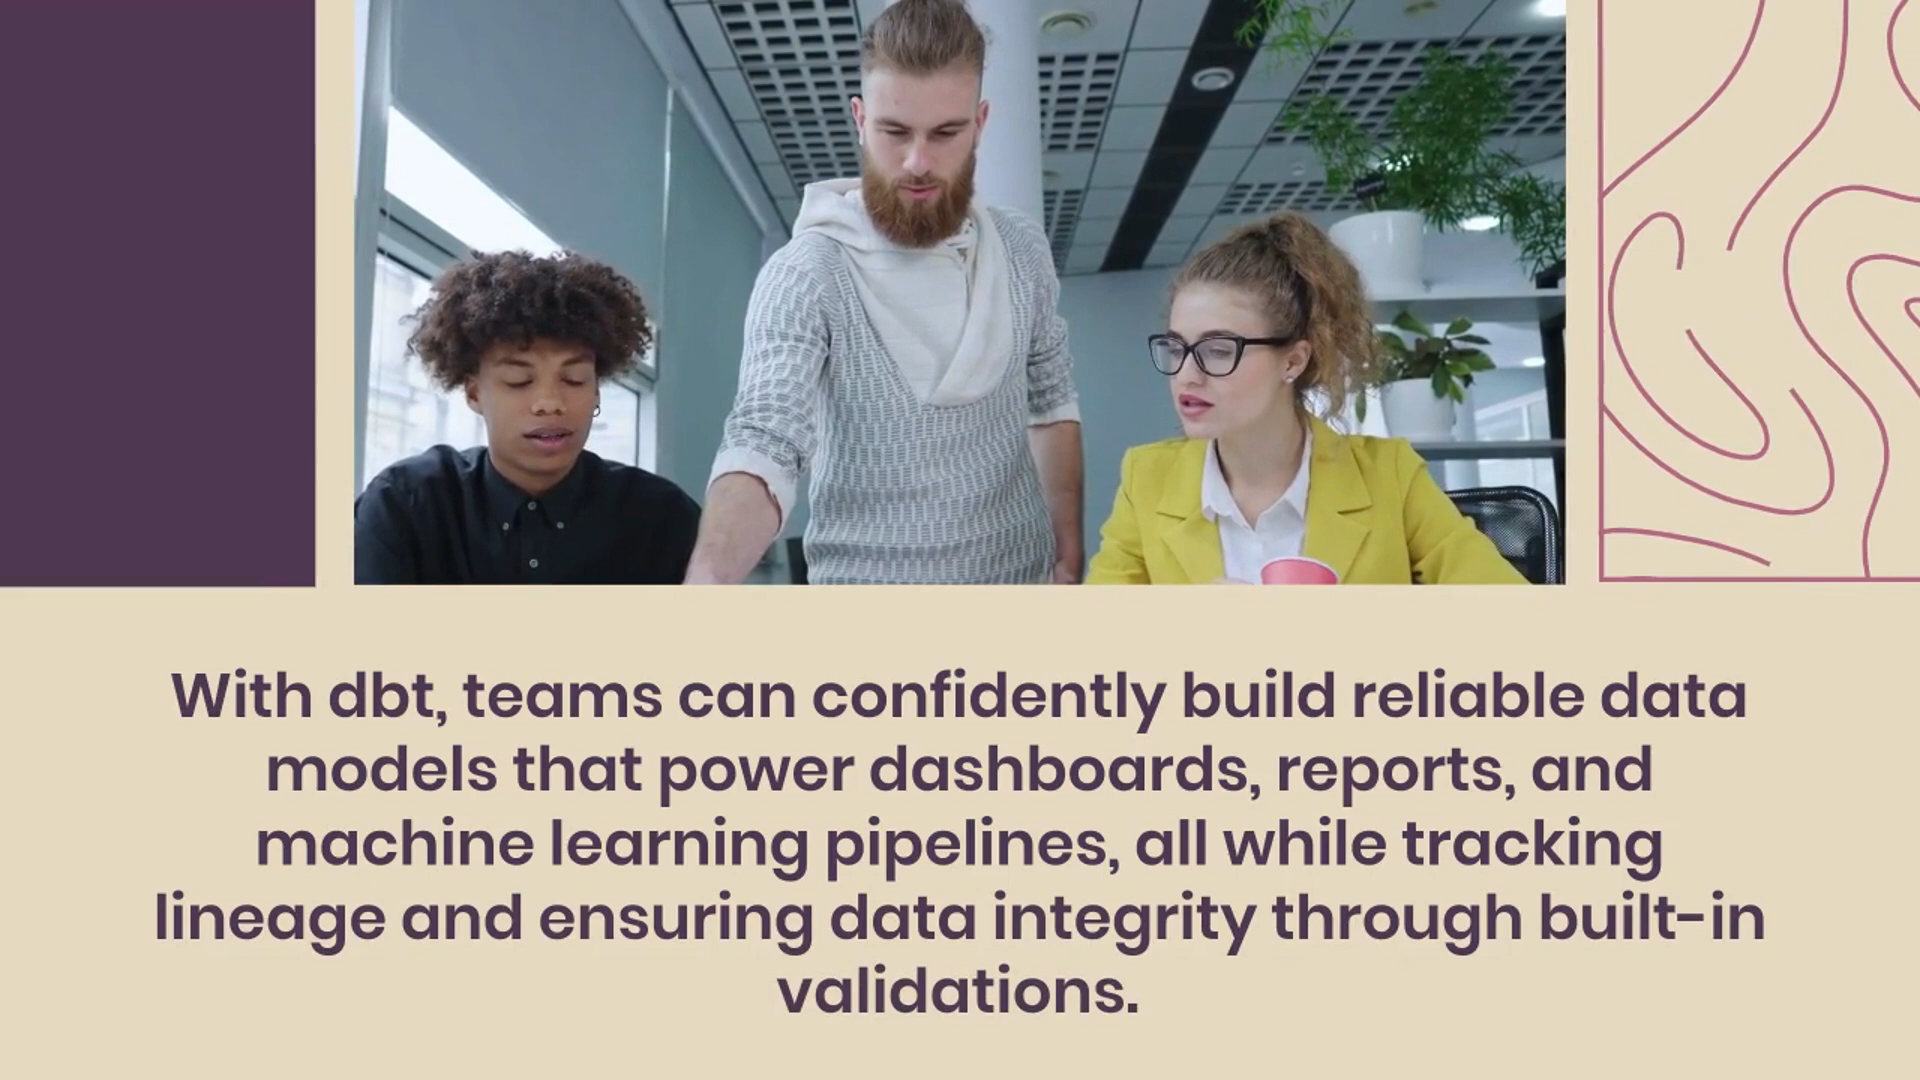 With dbt, teams can confidently build reliable data
models that power dashboards, reports, and
machine learning pipelines, all while tracking
lineage and ensuring data integrity through built-in
validations.